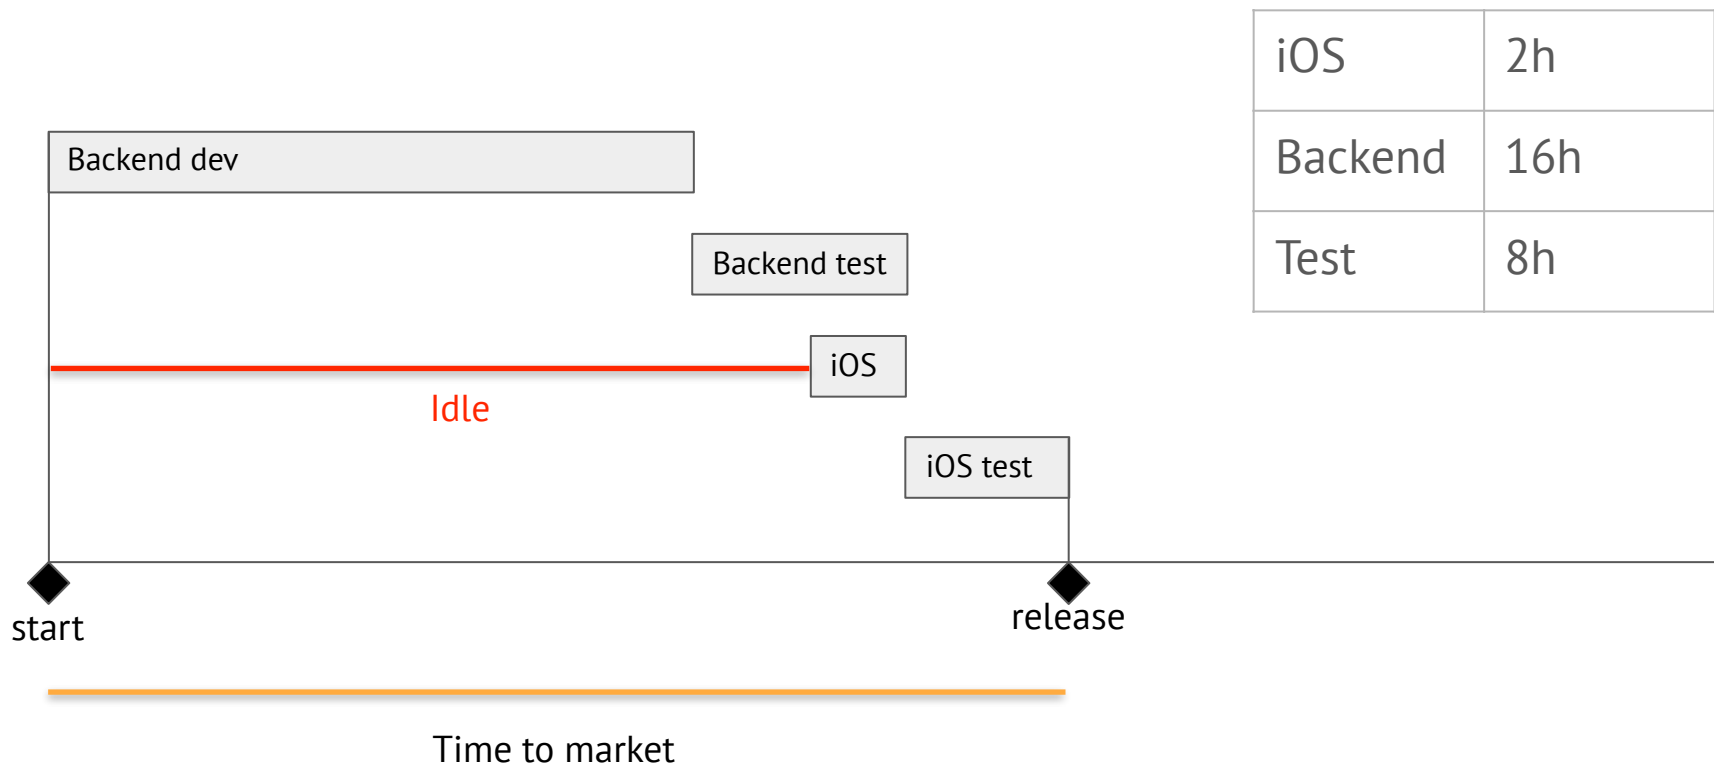 iOS 2h
Backend 16h
Test 8h
Backend dev
Backend test
iOS
Idle
iOS test
start
release
Time to market